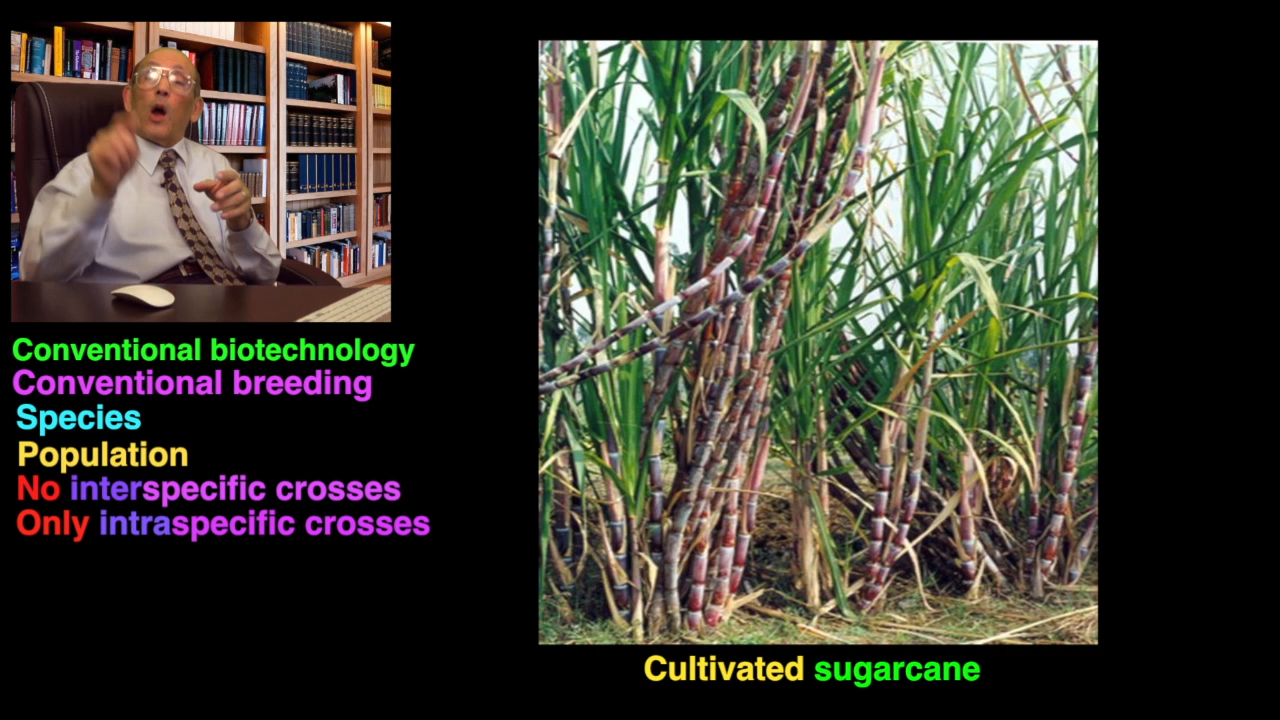 Conventional biotechnology
Conventional breeding
Species
Population
No interspecific crosses
Only intraspecific crosses
Cultivated sugarcane